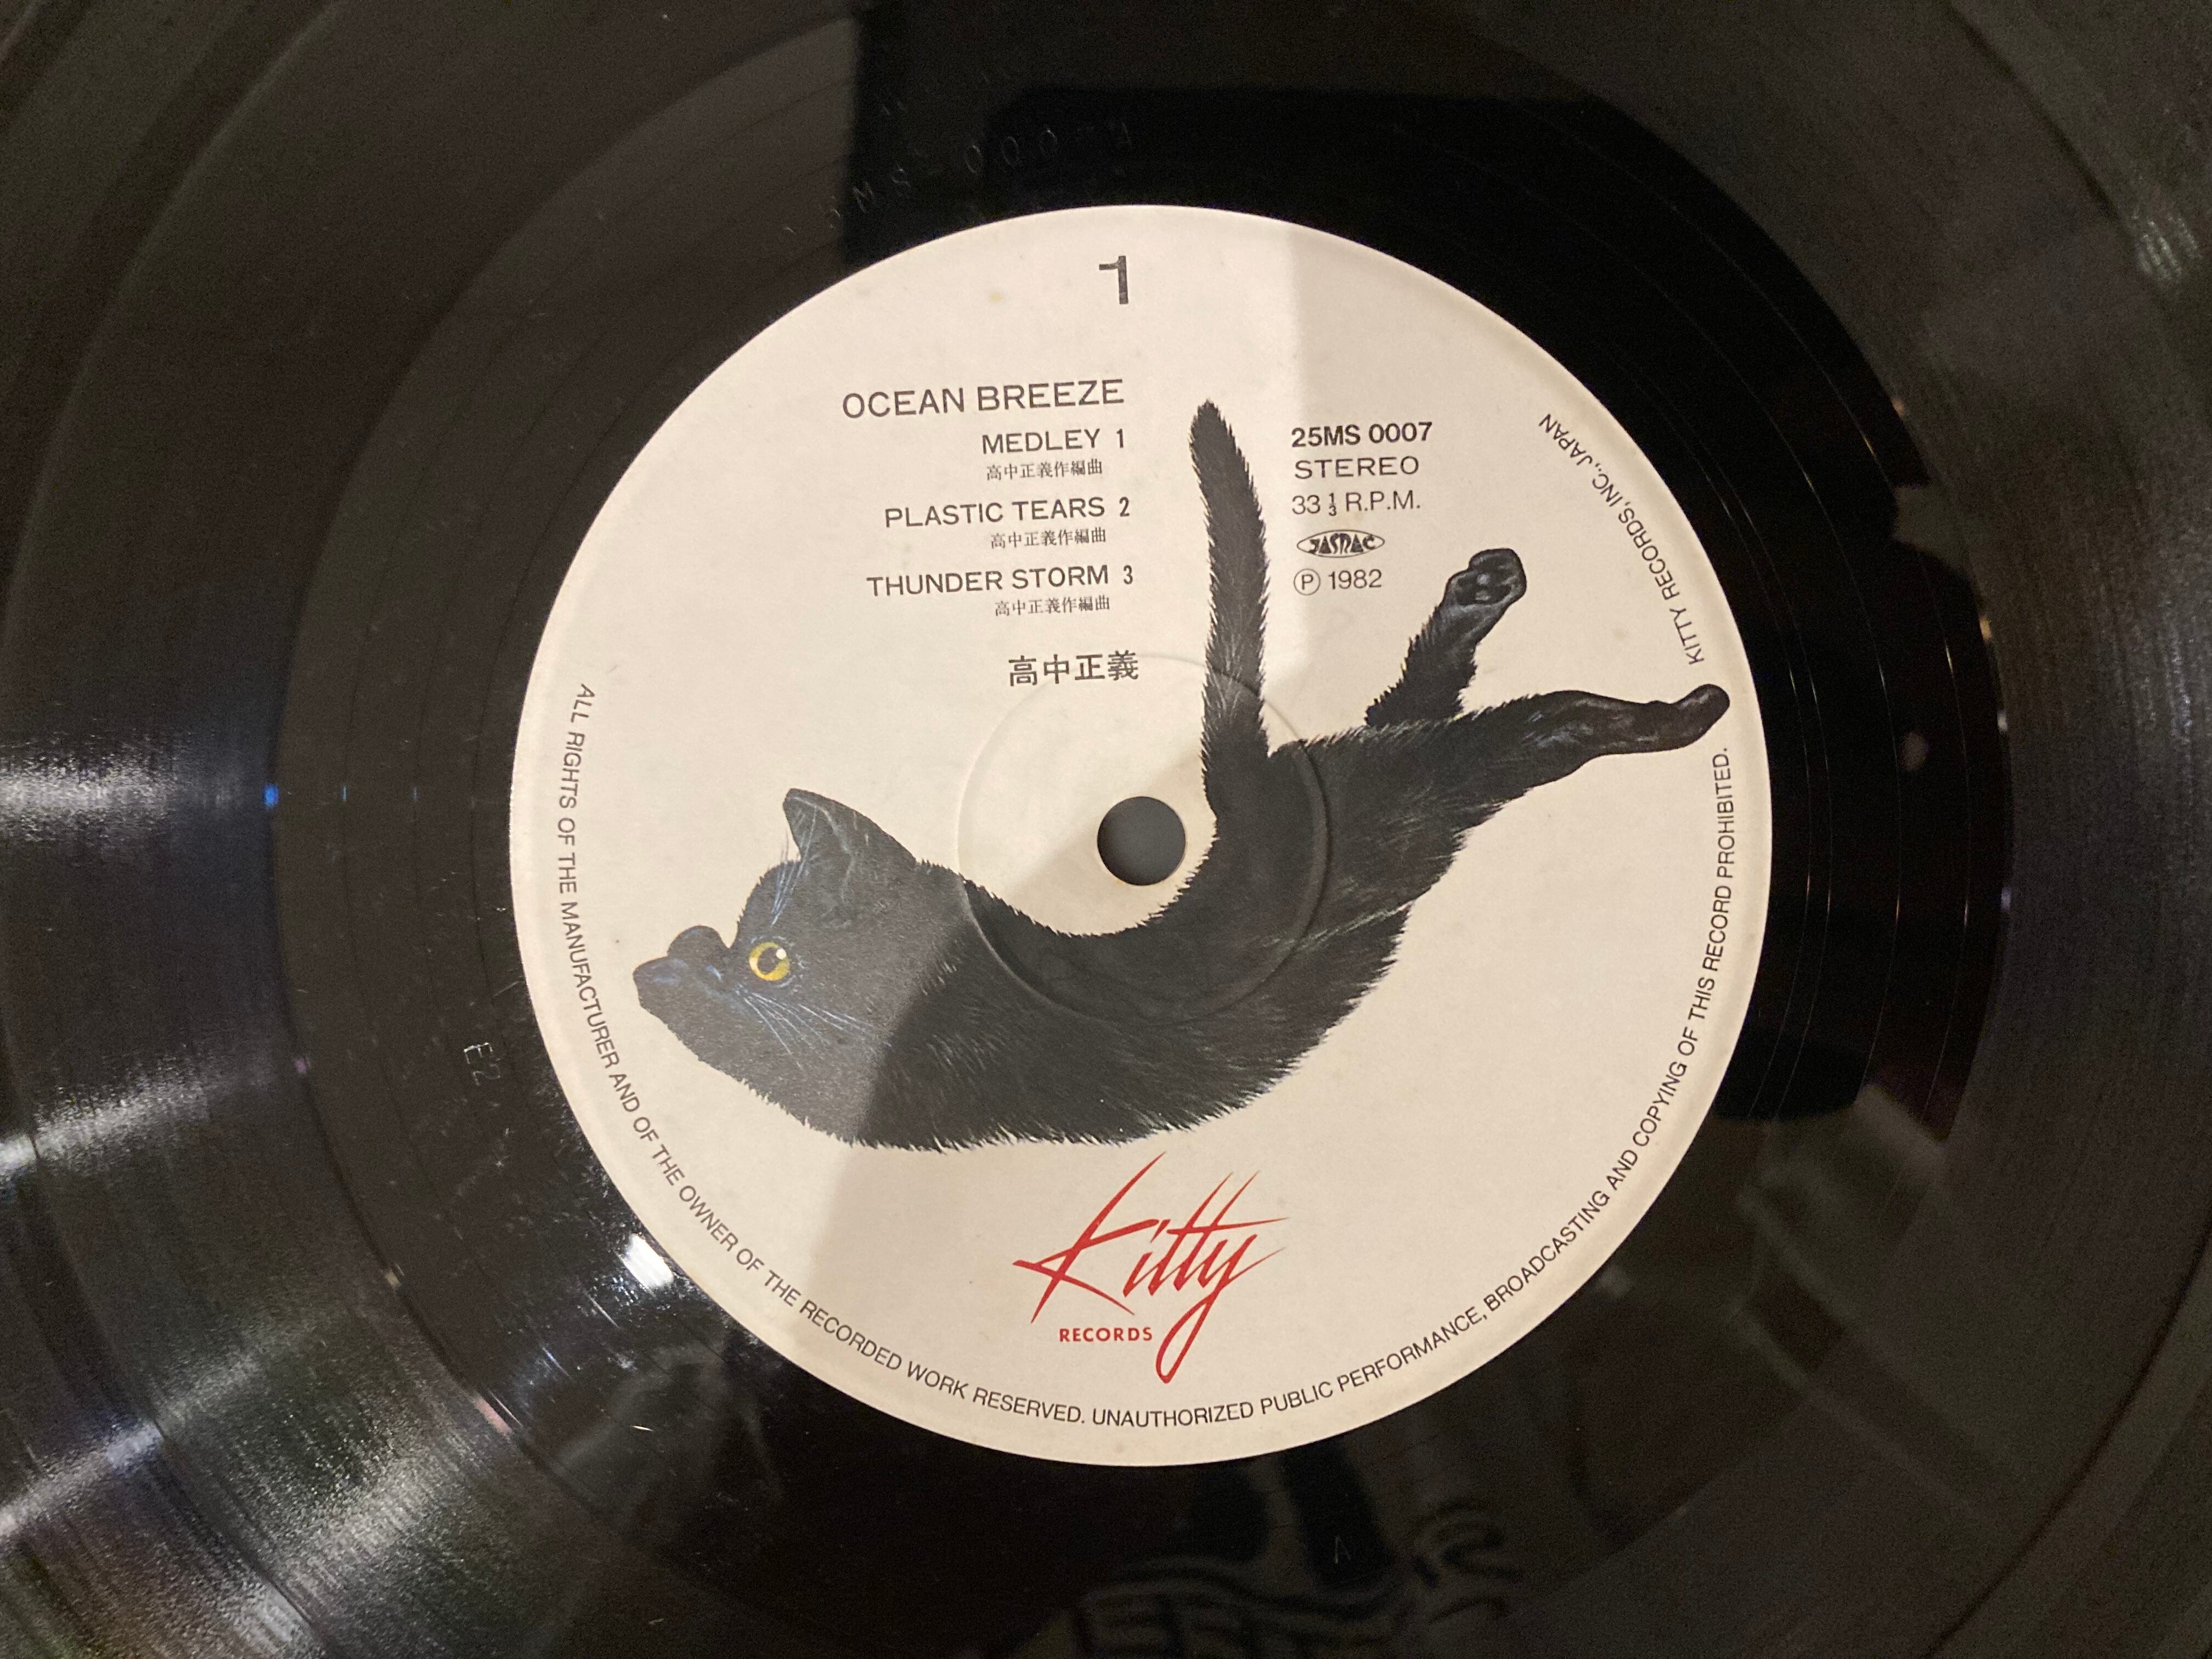 1
OCEAN BREEZE
MEDLEY 1
高中正義作編曲
PLASTIC TEARS 2
高中正義作編曲
THUNDER STORM 3
高中正義作編曲
高中正義
25MS 0007
STEREO
33 1/3 R.P.M.
JASRAC
Ⓟ 1982
KITTY RECORDS, INC., JAPAN
Kitty
RECORDS
ALL RIGHTS OF THE MANUFACTURER AND OF THE OWNER OF THE RECORDED WORK RESERVED. UNAUTHORIZED PUBLIC PERFORMANCE, BROADCASTING AND COPYING OF THIS RECORD PROHIBITED.
E2
A